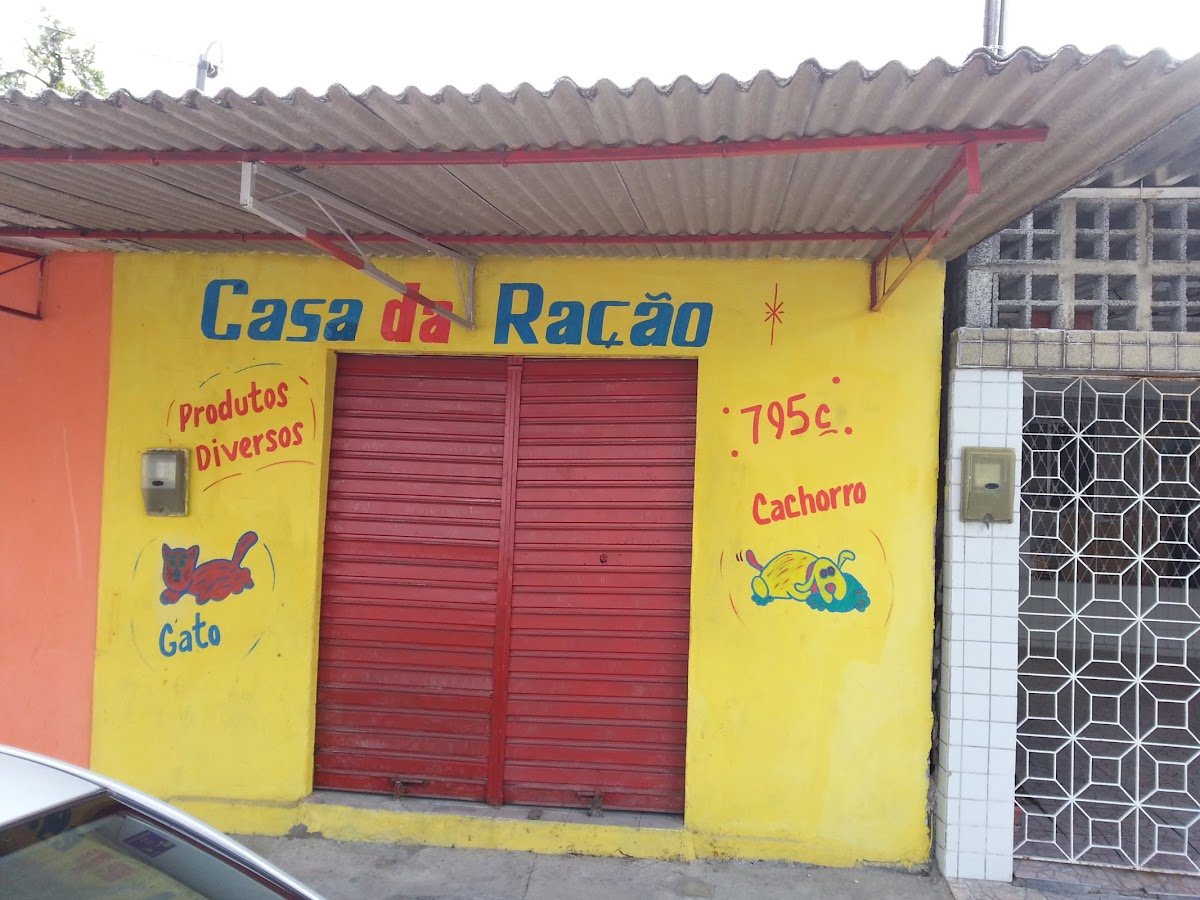 Casa da Ração
Produtos
Diversos
Gato
795c
Cachorro